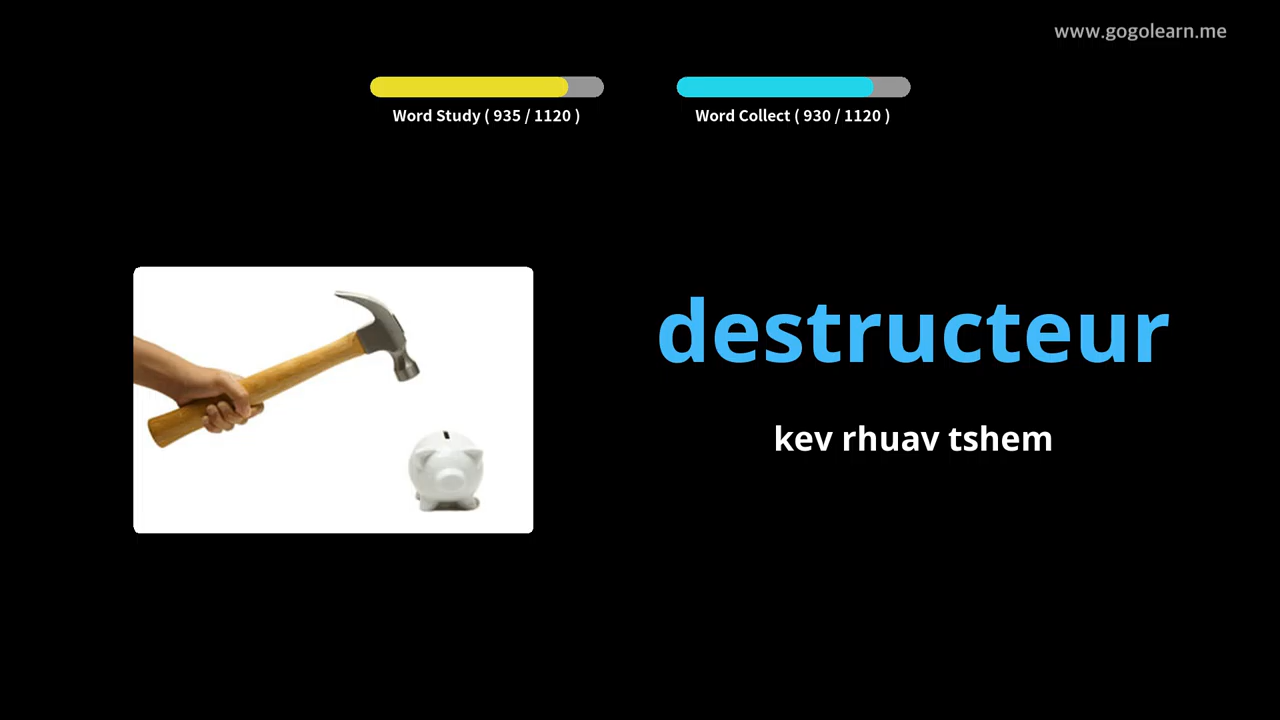 www.gogolearn.me
Word Study ( 935 / 1120 )
Word Collect ( 930 / 1120 )
destructeur
kev rhuav tshem